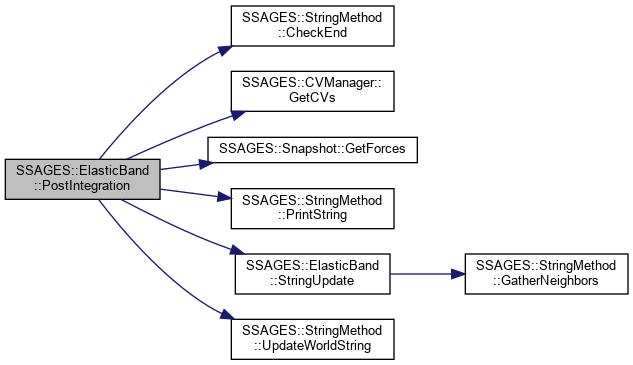 SSAGES::StringMethod
::CheckEnd
SSAGES::CVManager::
GetCVs
SSAGES::Snapshot::GetForces
SSAGES::ElasticBand
::PostIntegration
SSAGES::StringMethod
::PrintString
SSAGES::ElasticBand
::StringUpdate
SSAGES::StringMethod
::GatherNeighbors
SSAGES::StringMethod
::UpdateWorldString